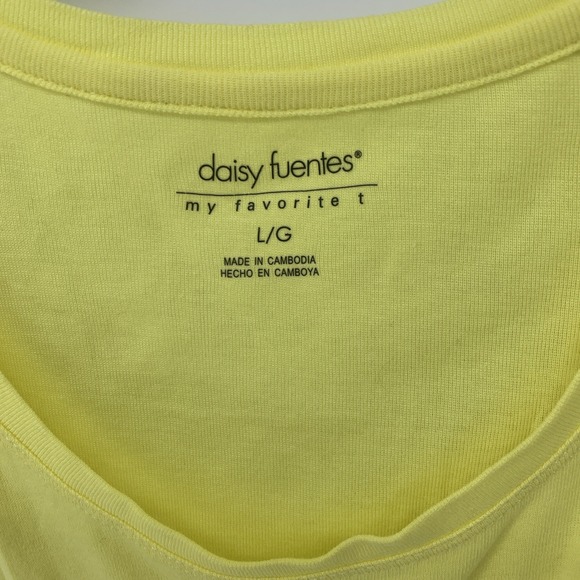 daisy fuentes®
my favorite t
L/G
MADE IN CAMBODIA
HECHO EN CAMBOYA